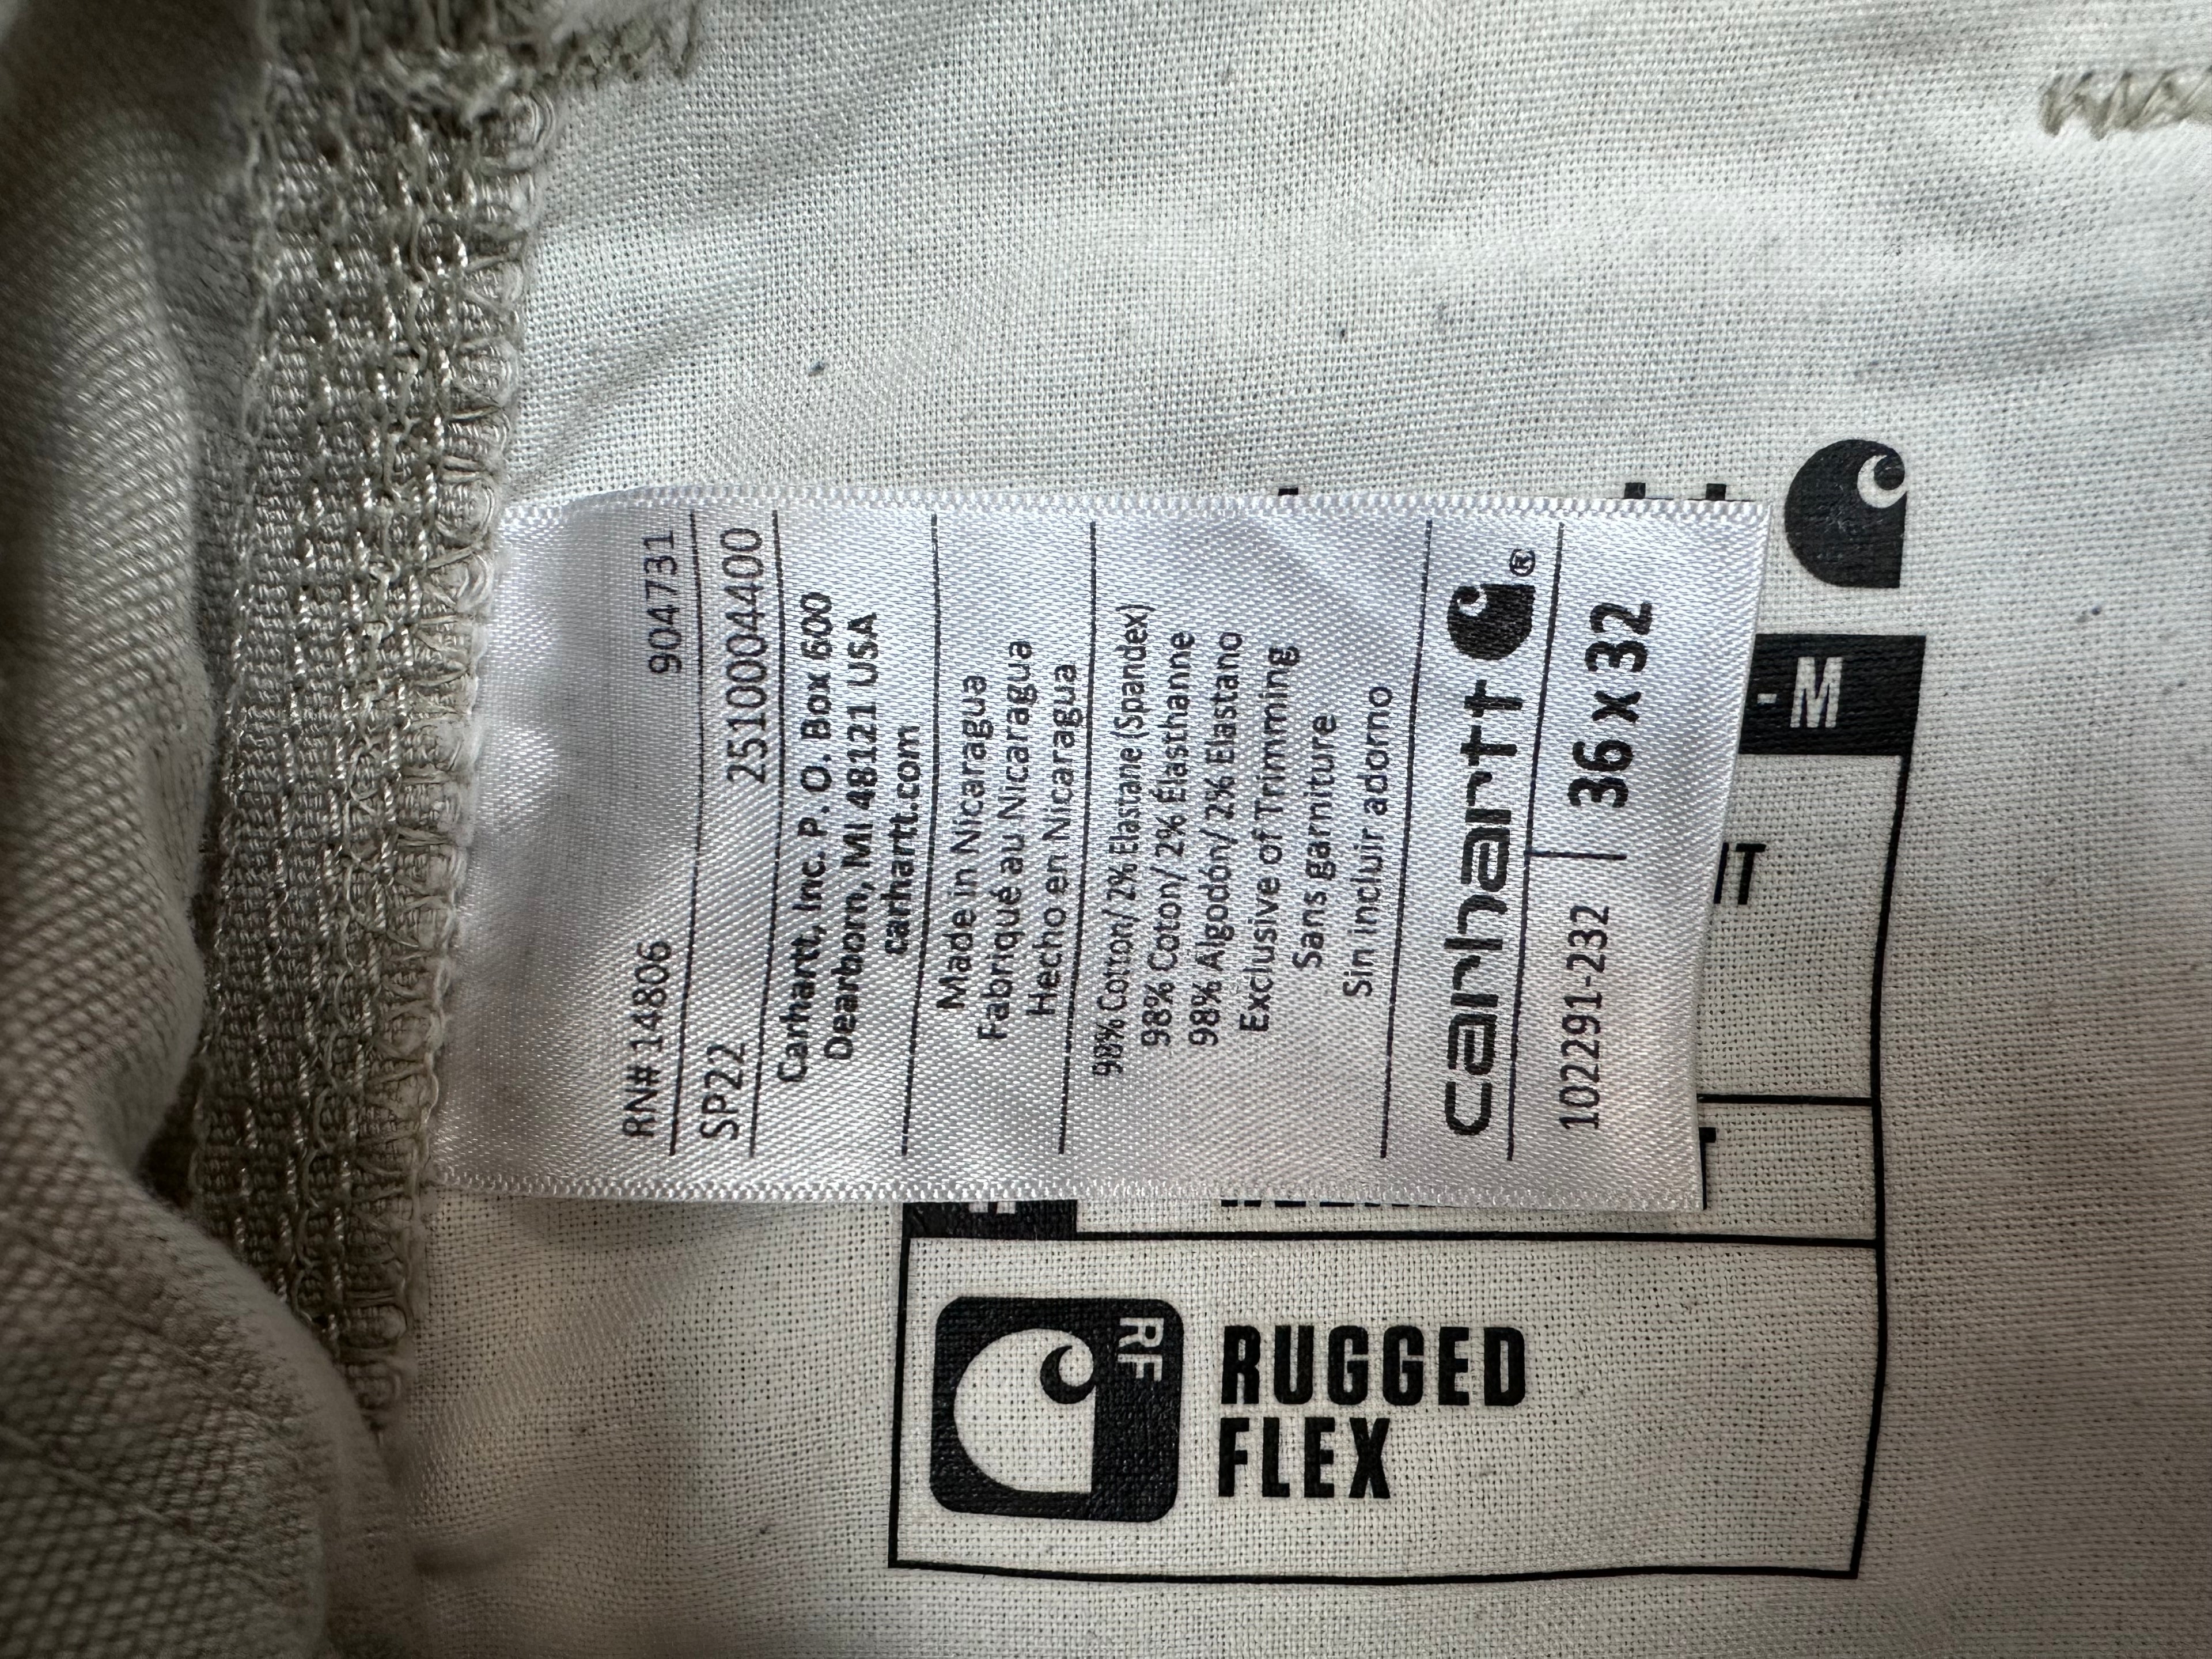 RN#14806 904731
SP22 2510004400
Carhartt, Inc. P. O. Box 600
Dearborn, MI 48121 USA
carhartt.com
Made in Nicaragua
Fabriqué au Nicaragua
Hecho en Nicaragua
98% Cotton/ 2% Elastane (Spandex)
98% Coton/ 2% Élasthanne
98% Algodón/ 2% Elastano
Exclusive of Trimming
Sans garniture
Sin incluir adorno
carhartt ®
102291-232 36 x 32
-M
RF
RUGGED
FLEX